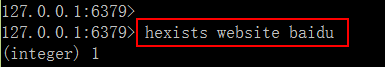 127.0.0.1:6379>
127.0.0.1:6379> hexists website baidu
(integer) 1